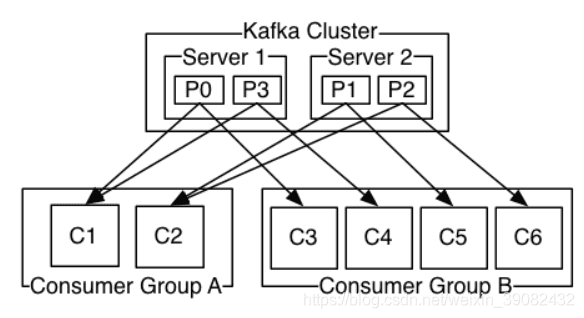 Kafka Cluster
Server 1 Server 2
P0 P3 P1 P2
C1 C2 C3 C4 C5 C6
Consumer Group A Consumer Group B
https://blog.csdn.net/weixin_39082432